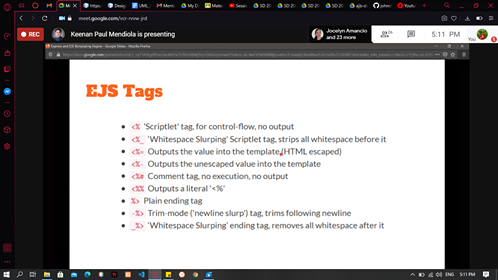 meet.google.com/vcr-nvwe-jrd
REC
Keenan Paul Mendiola is presenting
Jocelyn Amancio
and 23 more
5:11 PM
You
Express and EJS Templating Engine - Google Slides - Mozilla Firefox
EJS Tags
<% 'Scriptlet' tag, for control-flow, no output
<%_ 'Whitespace Slurping' Scriptlet tag, strips all whitespace before it
<%= Outputs the value into the template (HTML escaped)
<%- Outputs the unescaped value into the template
<%# Comment tag, no execution, no output
<%% Outputs a literal '<%'
%> Plain ending tag
-%> Trim-mode ('newline slurp') tag, trims following newline
_%> 'Whitespace Slurping' ending tag, removes all whitespace after it
ENG 5:11 PM